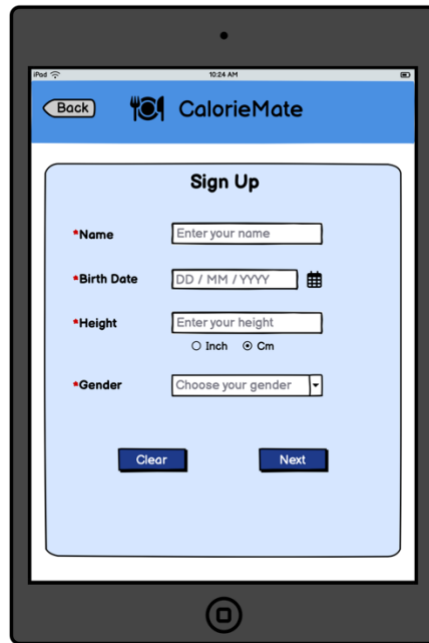 iPad 10:24 AM
Back CalorieMate
Sign Up
*Name Enter your name
*Birth Date DD / MM / YYYY
*Height Enter your height
Inch Cm
*Gender Choose your gender
Clear Next